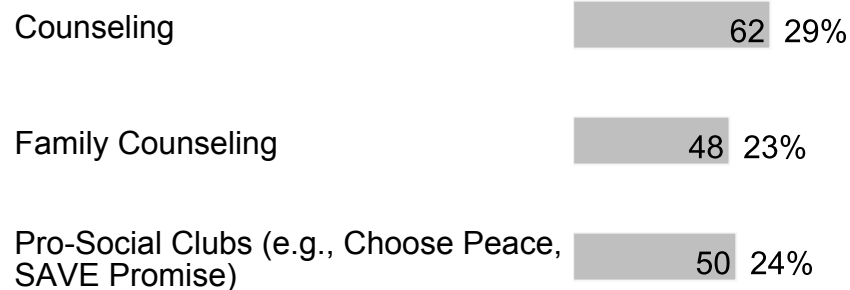 Counseling 62 29%
Family Counseling 48 23%
Pro-Social Clubs (e.g., Choose Peace,
SAVE Promise) 50 24%